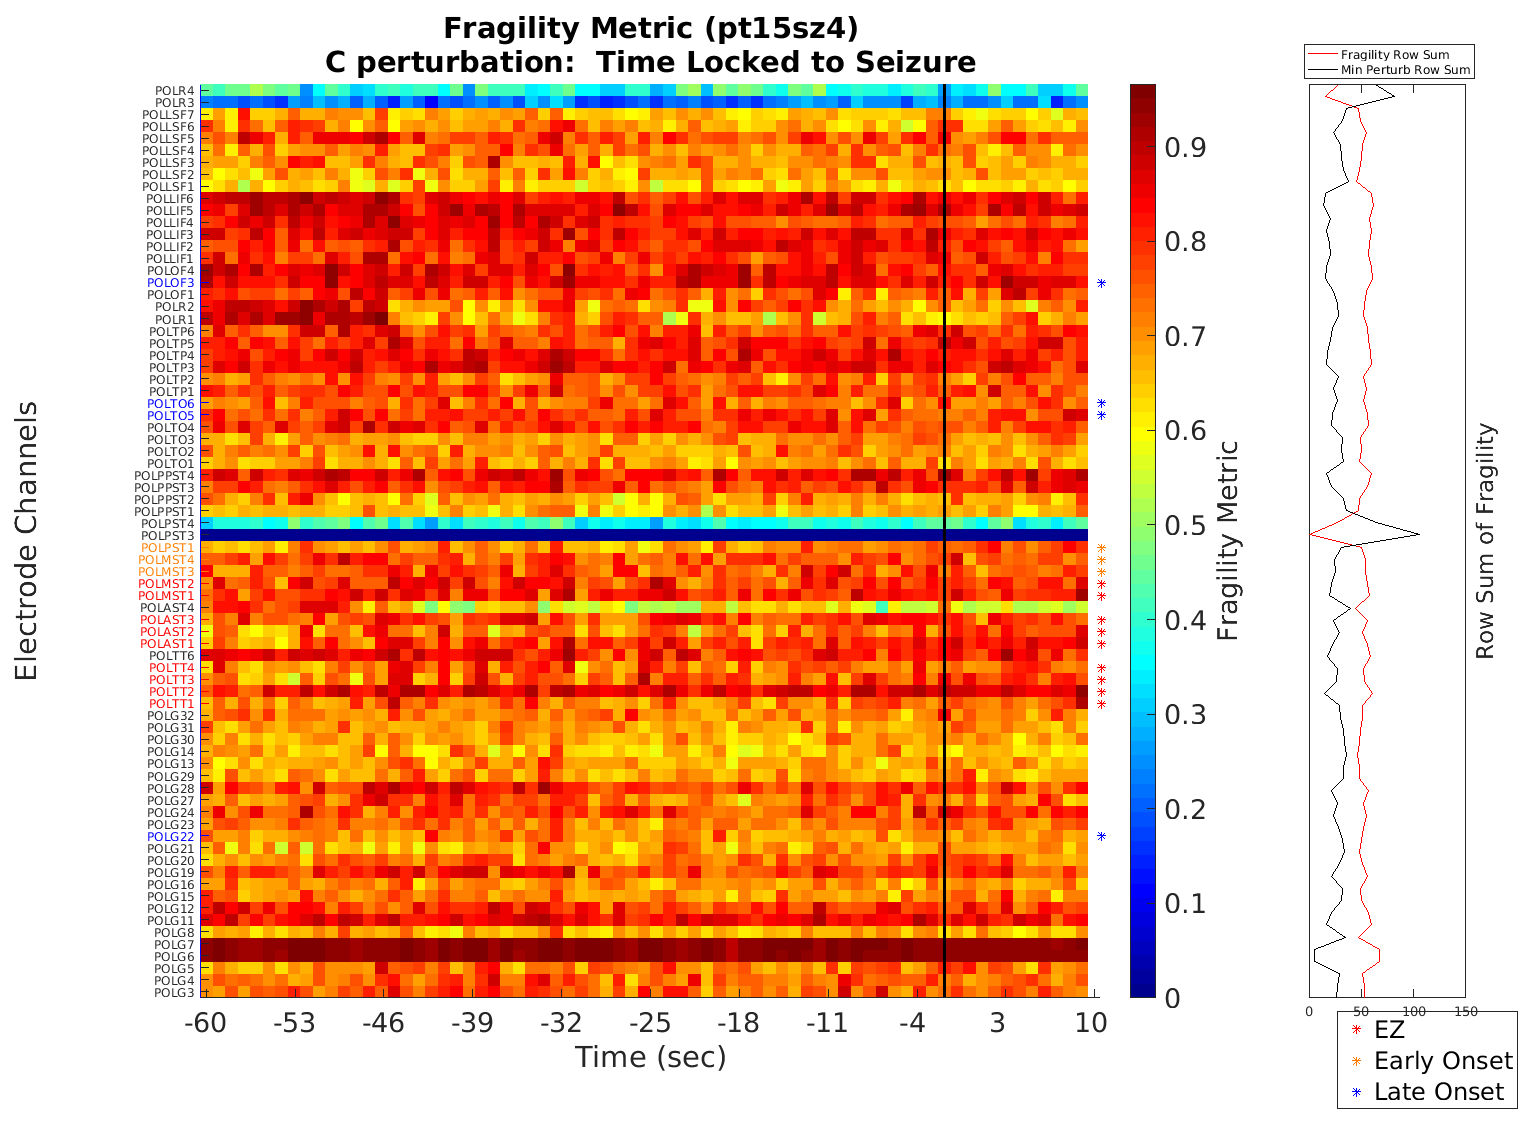 Fragility Metric (pt15sz4)
C perturbation:  Time Locked to Seizure
Electrode Channels
POLR4
POLR3
POLLSF7
POLLSF6
POLLSF5
POLLSF4
POLLSF3
POLLSF2
POLLSF1
POLLIF6
POLLIF5
POLLIF4
POLLIF3
POLLIF2
POLLIF1
POLOF4
POLOF3
POLOF1
POLR2
POLR1
POLTP6
POLTP5
POLTP4
POLTP3
POLTP2
POLTP1
POLTO6
POLTO5
POLTO4
POLTO3
POLTO2
POLTO1
POLPPST4
POLPPST3
POLPPST2
POLPPST1
POLPST4
POLPST3
POLPST1
POLMST4
POLMST3
POLMST2
POLMST1
POLAST4
POLAST3
POLAST2
POLAST1
POLTT6
POLTT4
POLTT3
POLTT2
POLTT1
POLG32
POLG31
POLG30
POLG14
POLG13
POLG29
POLG28
POLG27
POLG24
POLG23
POLG22
POLG21
POLG20
POLG19
POLG16
POLG15
POLG12
POLG11
POLG8
POLG7
POLG6
POLG5
POLG4
POLG3
-60 -53 -46 -39 -32 -25 -18 -11 -4 3 10
Time (sec)
0.9
0.8
0.7
0.6
0.5
0.4
0.3
0.2
0.1
0
Fragility Metric
Fragility Row Sum
Min Perturb Row Sum
0 50 100 150
Row Sum of Fragility
EZ
Early Onset
Late Onset